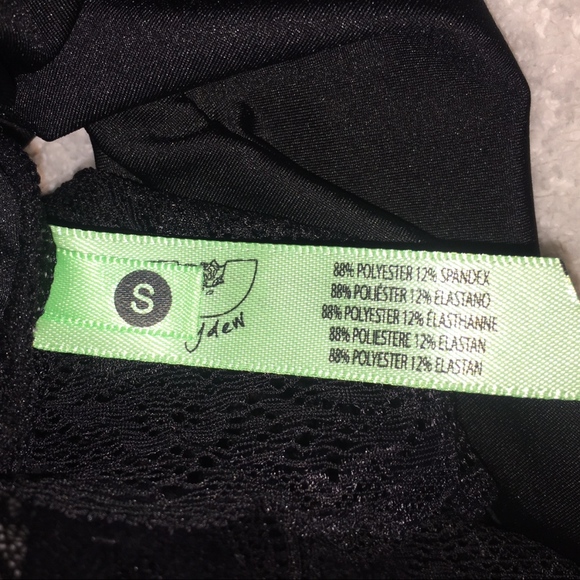 S
dew
88% POLYESTER 12% SPANDEX
88% POLIÉSTER 12% ELASTANO
88% POLYESTER 12% ÉLASTHANNE
88% POLIESTERE 12% ELASTAN
88% POLYESTER 12% ELASTAN